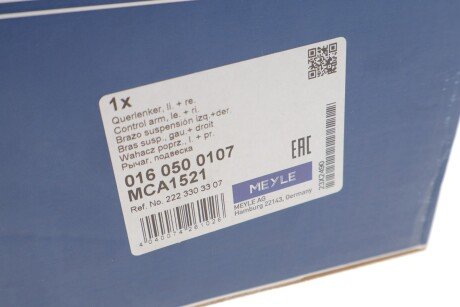 1x
Querlenker, li. + re.
Control arm, le. + ri.
Brazo suspensión izq.+der.
Bras susp., gau + droit
Wahacz poprz., l. + pr.
Рычаг, подвеска
016 050 0107
MCA1521
Ref. No. 222 330 33 07
EAC
MEYLE
MEYLE AG
Hamburg 22143, Germany